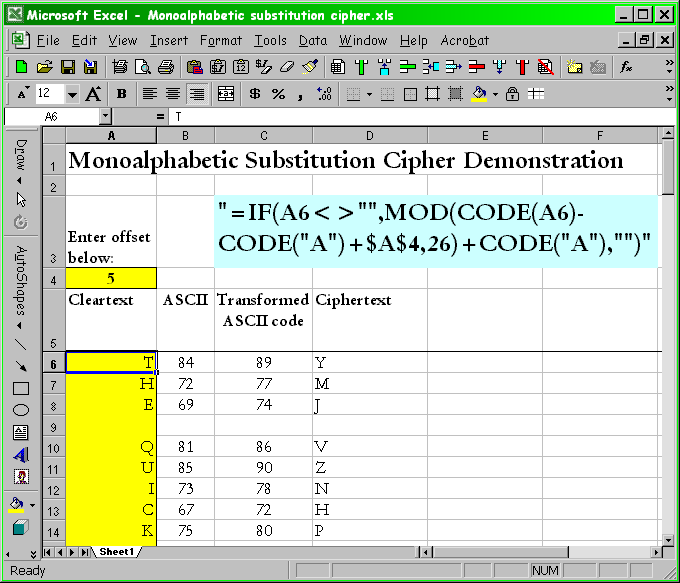 Microsoft Excel - Monoalphabetic substitution cipher.xls
File Edit View Insert Format Tools Data Window Help Acrobat
12 A B $ % ,
A6 = T
A B C D E F
1 Monoalphabetic Substitution Cipher Demonstration
2
"=IF(A6<>"",MOD(CODE(A6)-
Enter offset CODE("A")+$A$4,26)+CODE("A"),"")"
3 below:
4 5
Cleartext ASCII Transformed Ciphertext
ASCII code
5
6 T 84 89 Y
7 H 72 77 M
8 E 69 74 J
9
10 Q 81 86 V
11 U 85 90 Z
12 I 73 78 N
13 C 67 72 H
14 K 75 80 P
Draw
AutoShapes
Sheet1
Ready NUM